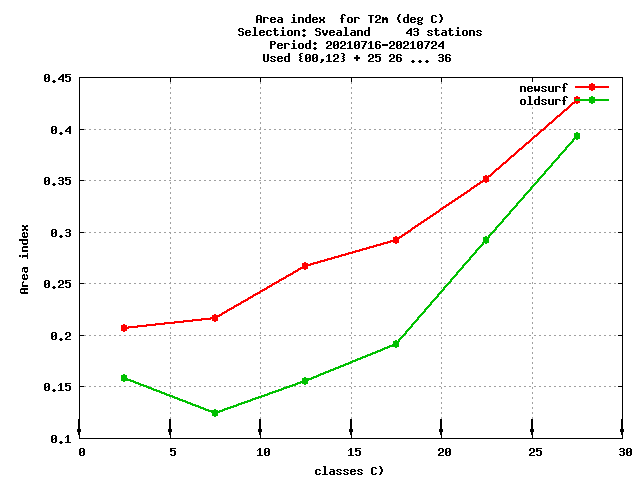 Area index  for T2m (deg C)
Selection: Svealand     43 stations
Period: 20210716-20210724
Used {00,12} + 25 26 ... 36
0.45
0.4
0.35
0.3
0.25
0.2
0.15
0.1
Area index
newsurf
oldsurf
0 5 10 15 20 25 30
classes C)